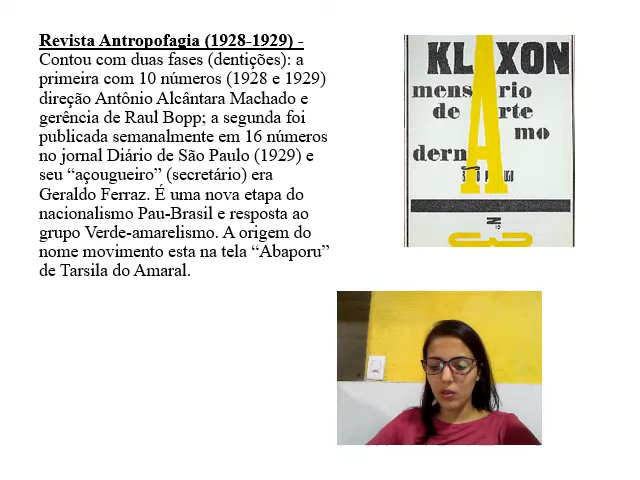 Revista Antropofagia (1928-1929) -
Contou com duas fases (dentições): a
primeira com 10 números (1928 e 1929)
direção Antônio Alcântara Machado e
gerência de Raul Bopp; a segunda foi
publicada semanalmente em 16 números
no jornal Diário de São Paulo (1929) e
seu “açougueiro” (secretário) era
Geraldo Ferraz. É uma nova etapa do
nacionalismo Pau-Brasil e resposta ao
grupo Verde-amarelismo. A origem do
nome movimento esta na tela “Abaporu”
de Tarsila do Amaral.
KLAXON
mensArio
de Arte
mo
dernA